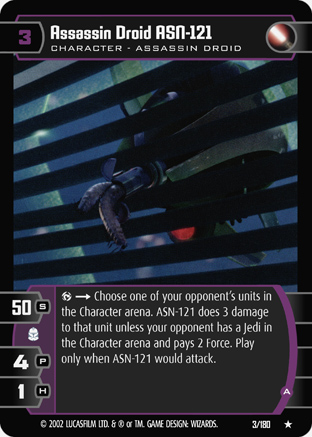 3 Assassin Droid ASN-121
CHARACTER - ASSASSIN DROID
50 S
4 P
1 H
→ Choose one of your opponent's units in
the Character arena. ASN-121 does 3 damage
to that unit unless your opponent has a Jedi in
the Character arena and pays 2 Force. Play
only when ASN-121 would attack.
A
© 2002 LUCASFILM LTD. & ® or TM. GAME DESIGN: WIZARDS. 3/180 ★